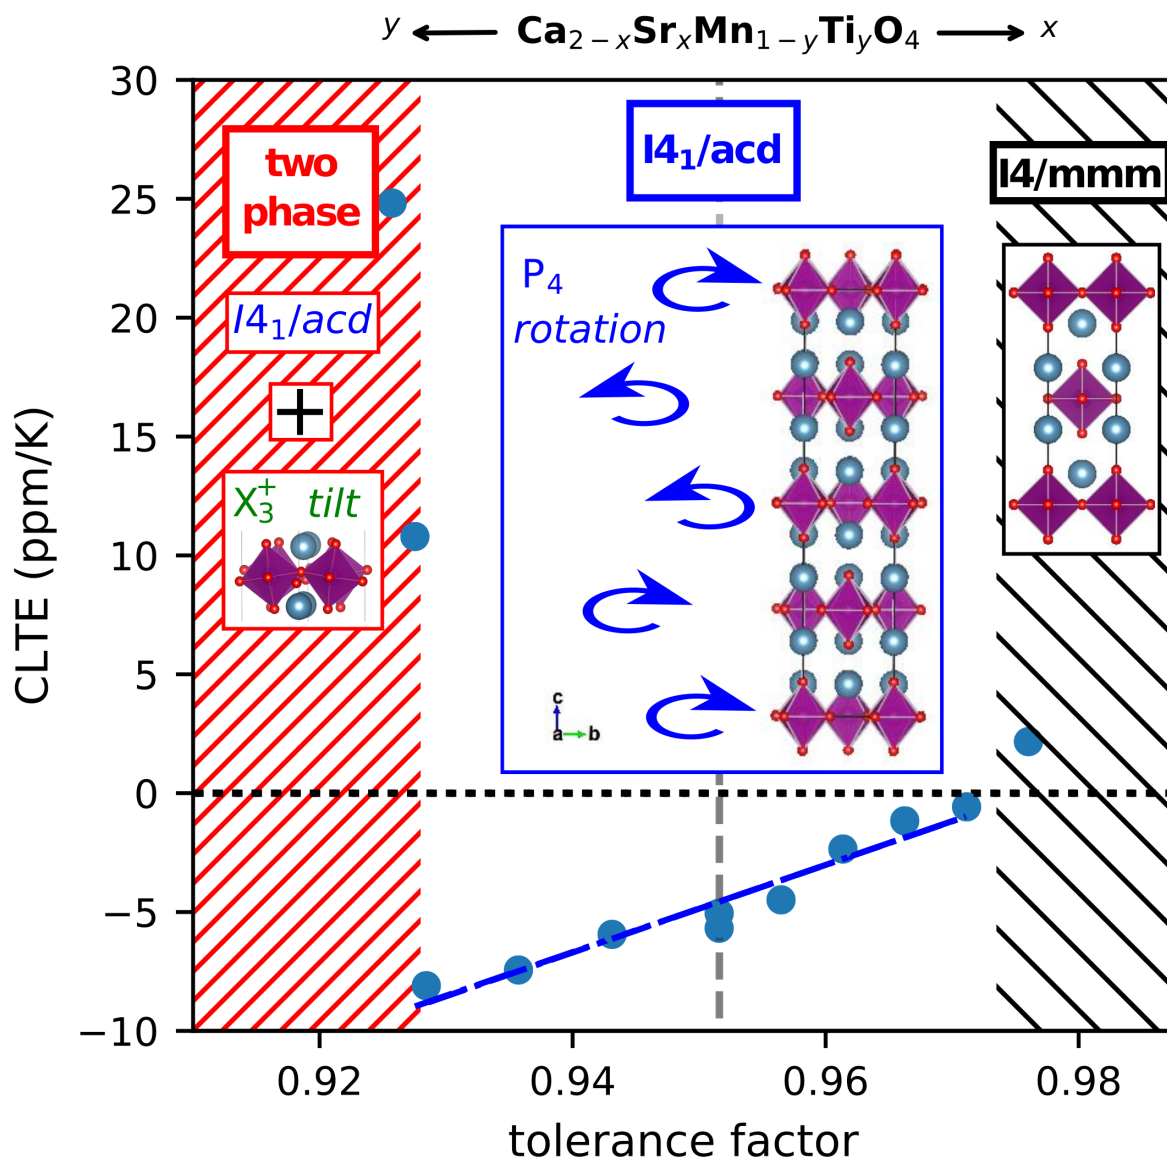 y ← Ca₂₋ₓSrₓMn₁₋ᵧTiᵧO₄ → x
30
25
20
15
10
5
0
−5
−10
CLTE (ppm/K)
two
phase
I4₁/acd
+
X₃⁺ tilt
I4₁/acd
P₄
rotation
c
a
b
I4/mmm
0.92
0.94
0.96
0.98
tolerance factor